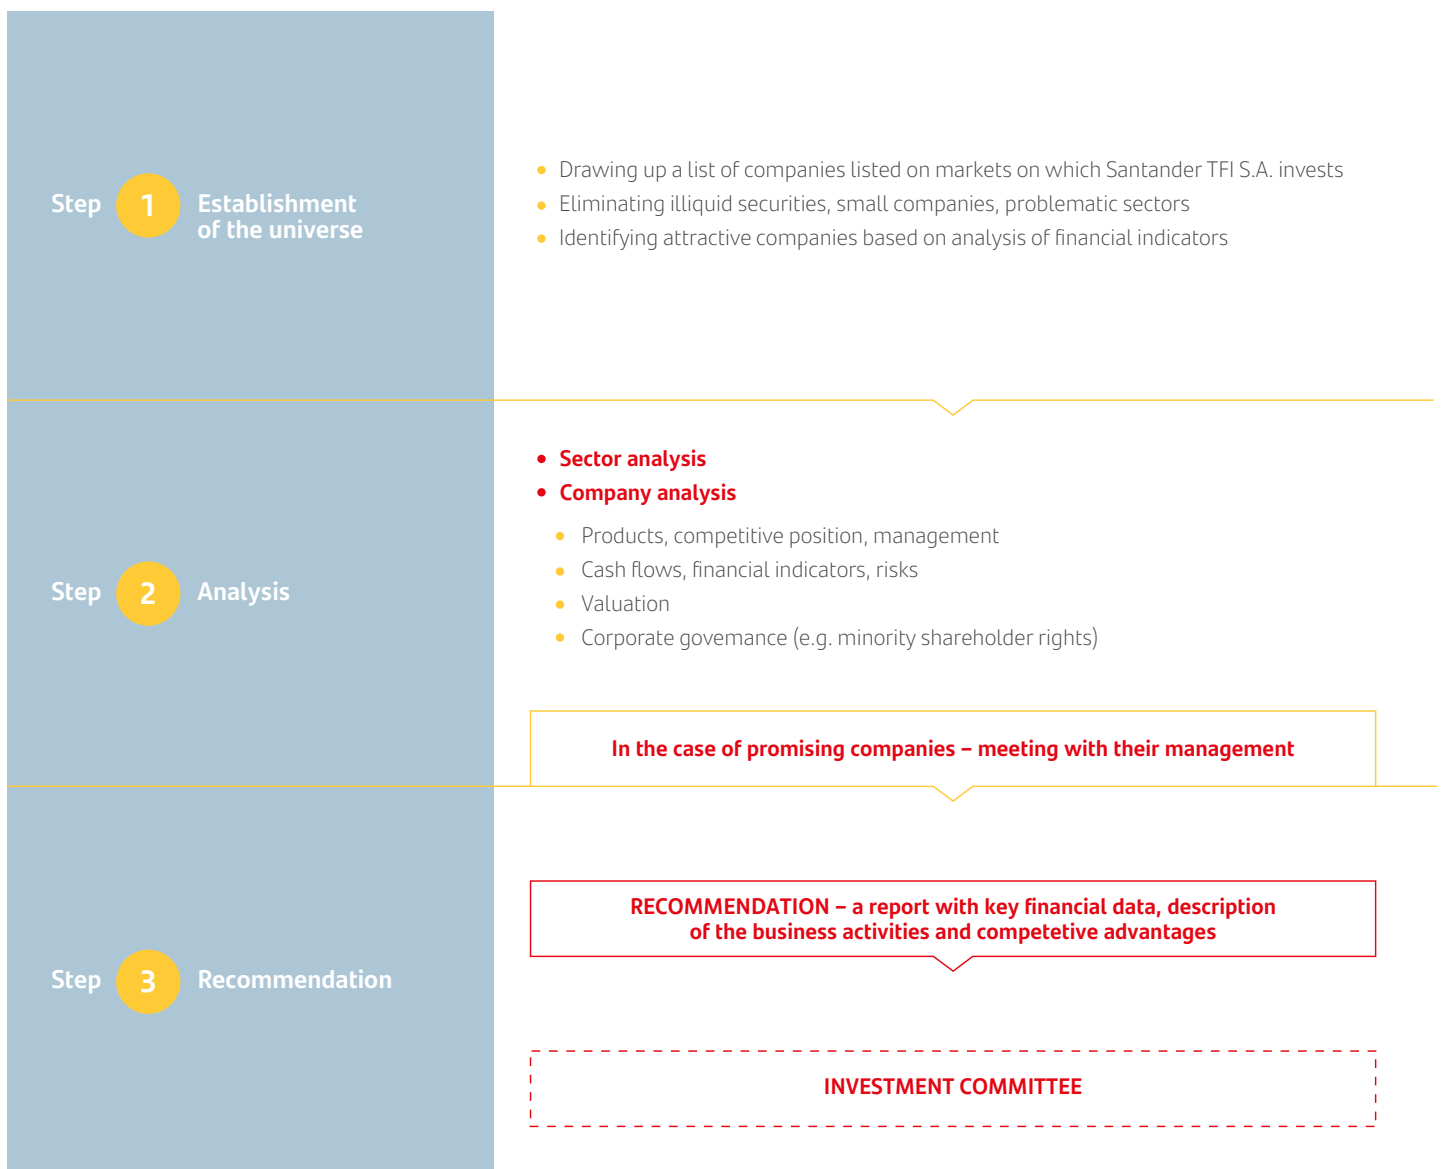 Step 1 Establishment
of the universe
• Drawing up a list of companies listed on markets on which Santander TFI S.A. invests
• Eliminating illiquid securities, small companies, problematic sectors
• Identifying attractive companies based on analysis of financial indicators
Step 2 Analysis
• Sector analysis
• Company analysis
• Products, competitive position, management
• Cash flows, financial indicators, risks
• Valuation
• Corporate govemance (e.g. minority shareholder rights)
In the case of promising companies – meeting with their management
Step 3 Recommendation
RECOMMENDATION – a report with key financial data, description
of the business activities and competetive advantages
INVESTMENT COMMITTEE